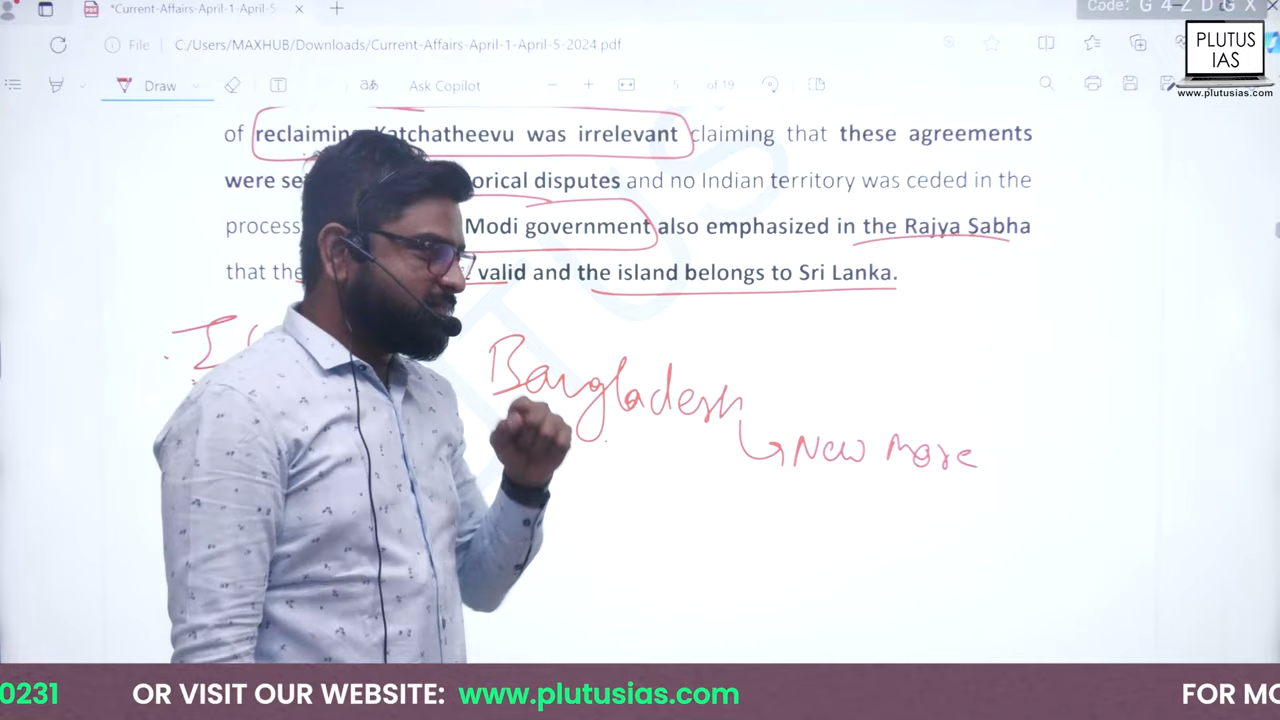 *Current-Affairs-April-1-April-5
Code: G 4 Z D G X
File C:/Users/MAXHUB/Downloads/Current-Affairs-April-1-April-5-2024.pdf
PLUTUS
IAS
www.plutusias.com
Draw Ask Copilot 5 of 19
of reclaiming Katchatheevu was irrelevant claiming that these agreements
were orical disputes and no Indian territory was ceded in the
process Modi government also emphasized in the Rajya Sabha
that valid and the island belongs to Sri Lanka.
Bangladesh
New More
0231 OR VISIT OUR WEBSITE: www.plutusias.com FOR MO